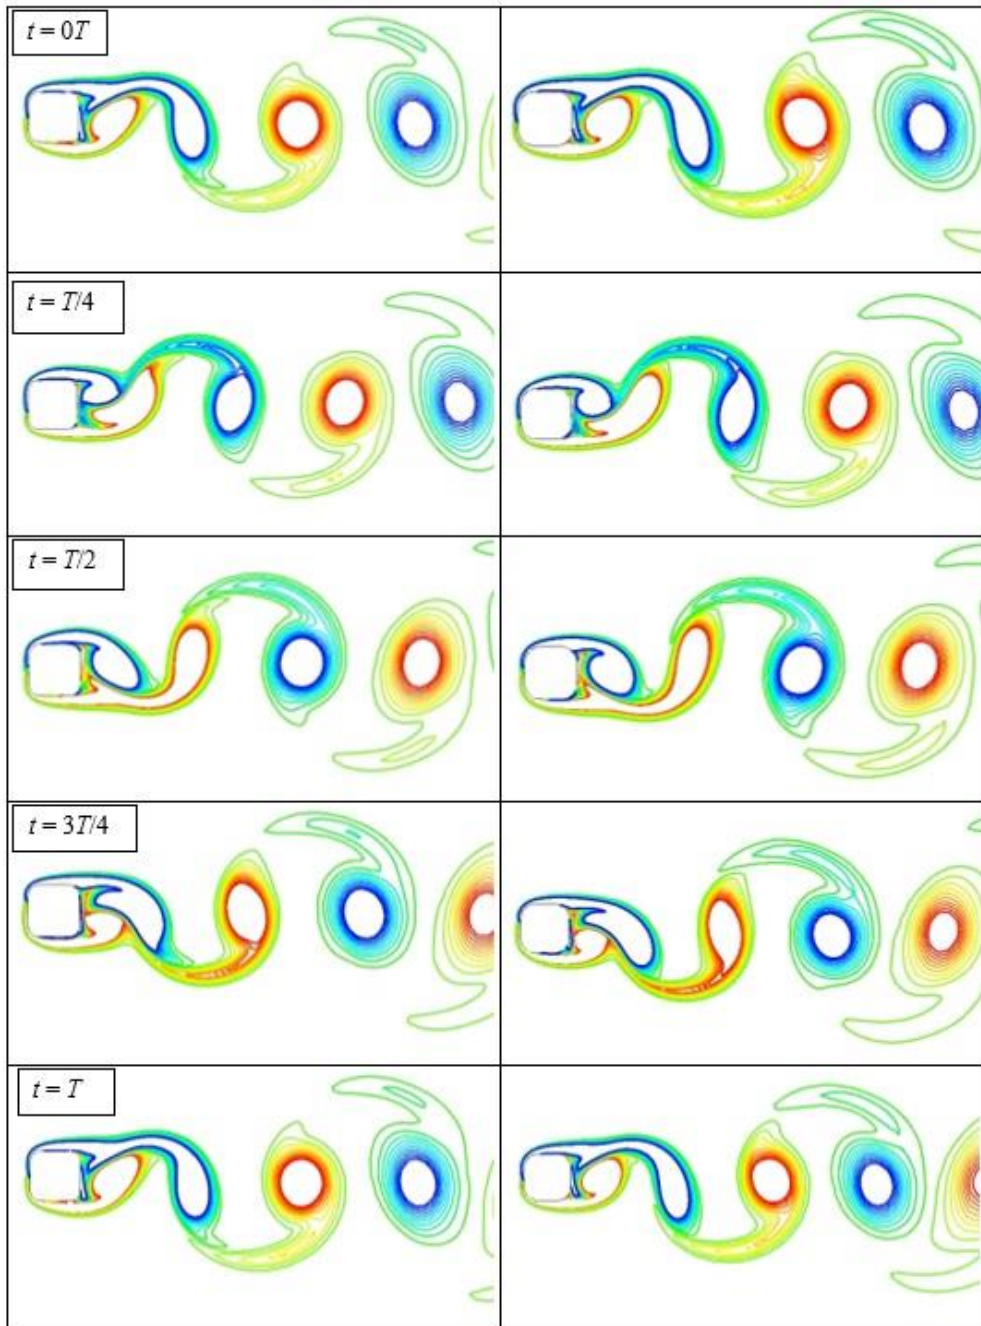 t = 0T
t = T/4
t = T/2
t = 3T/4
t = T